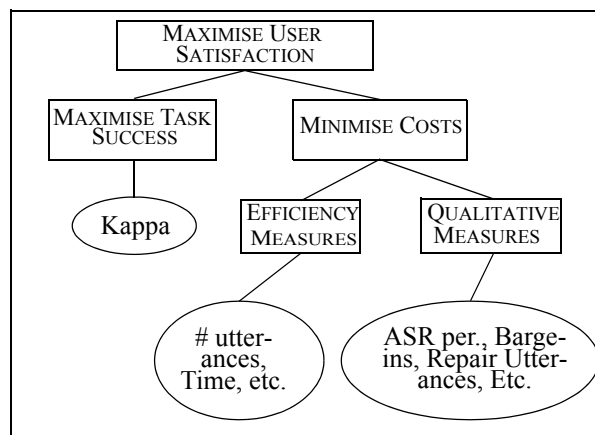 MAXIMISE USER
SATISFACTION
MAXIMISE TASK
SUCCESS
MINIMISE COSTS
Kappa
EFFICIENCY
MEASURES
QUALITATIVE
MEASURES
# utter-
ances,
Time, etc.
ASR per., Barge-
ins, Repair Utter-
ances, Etc.